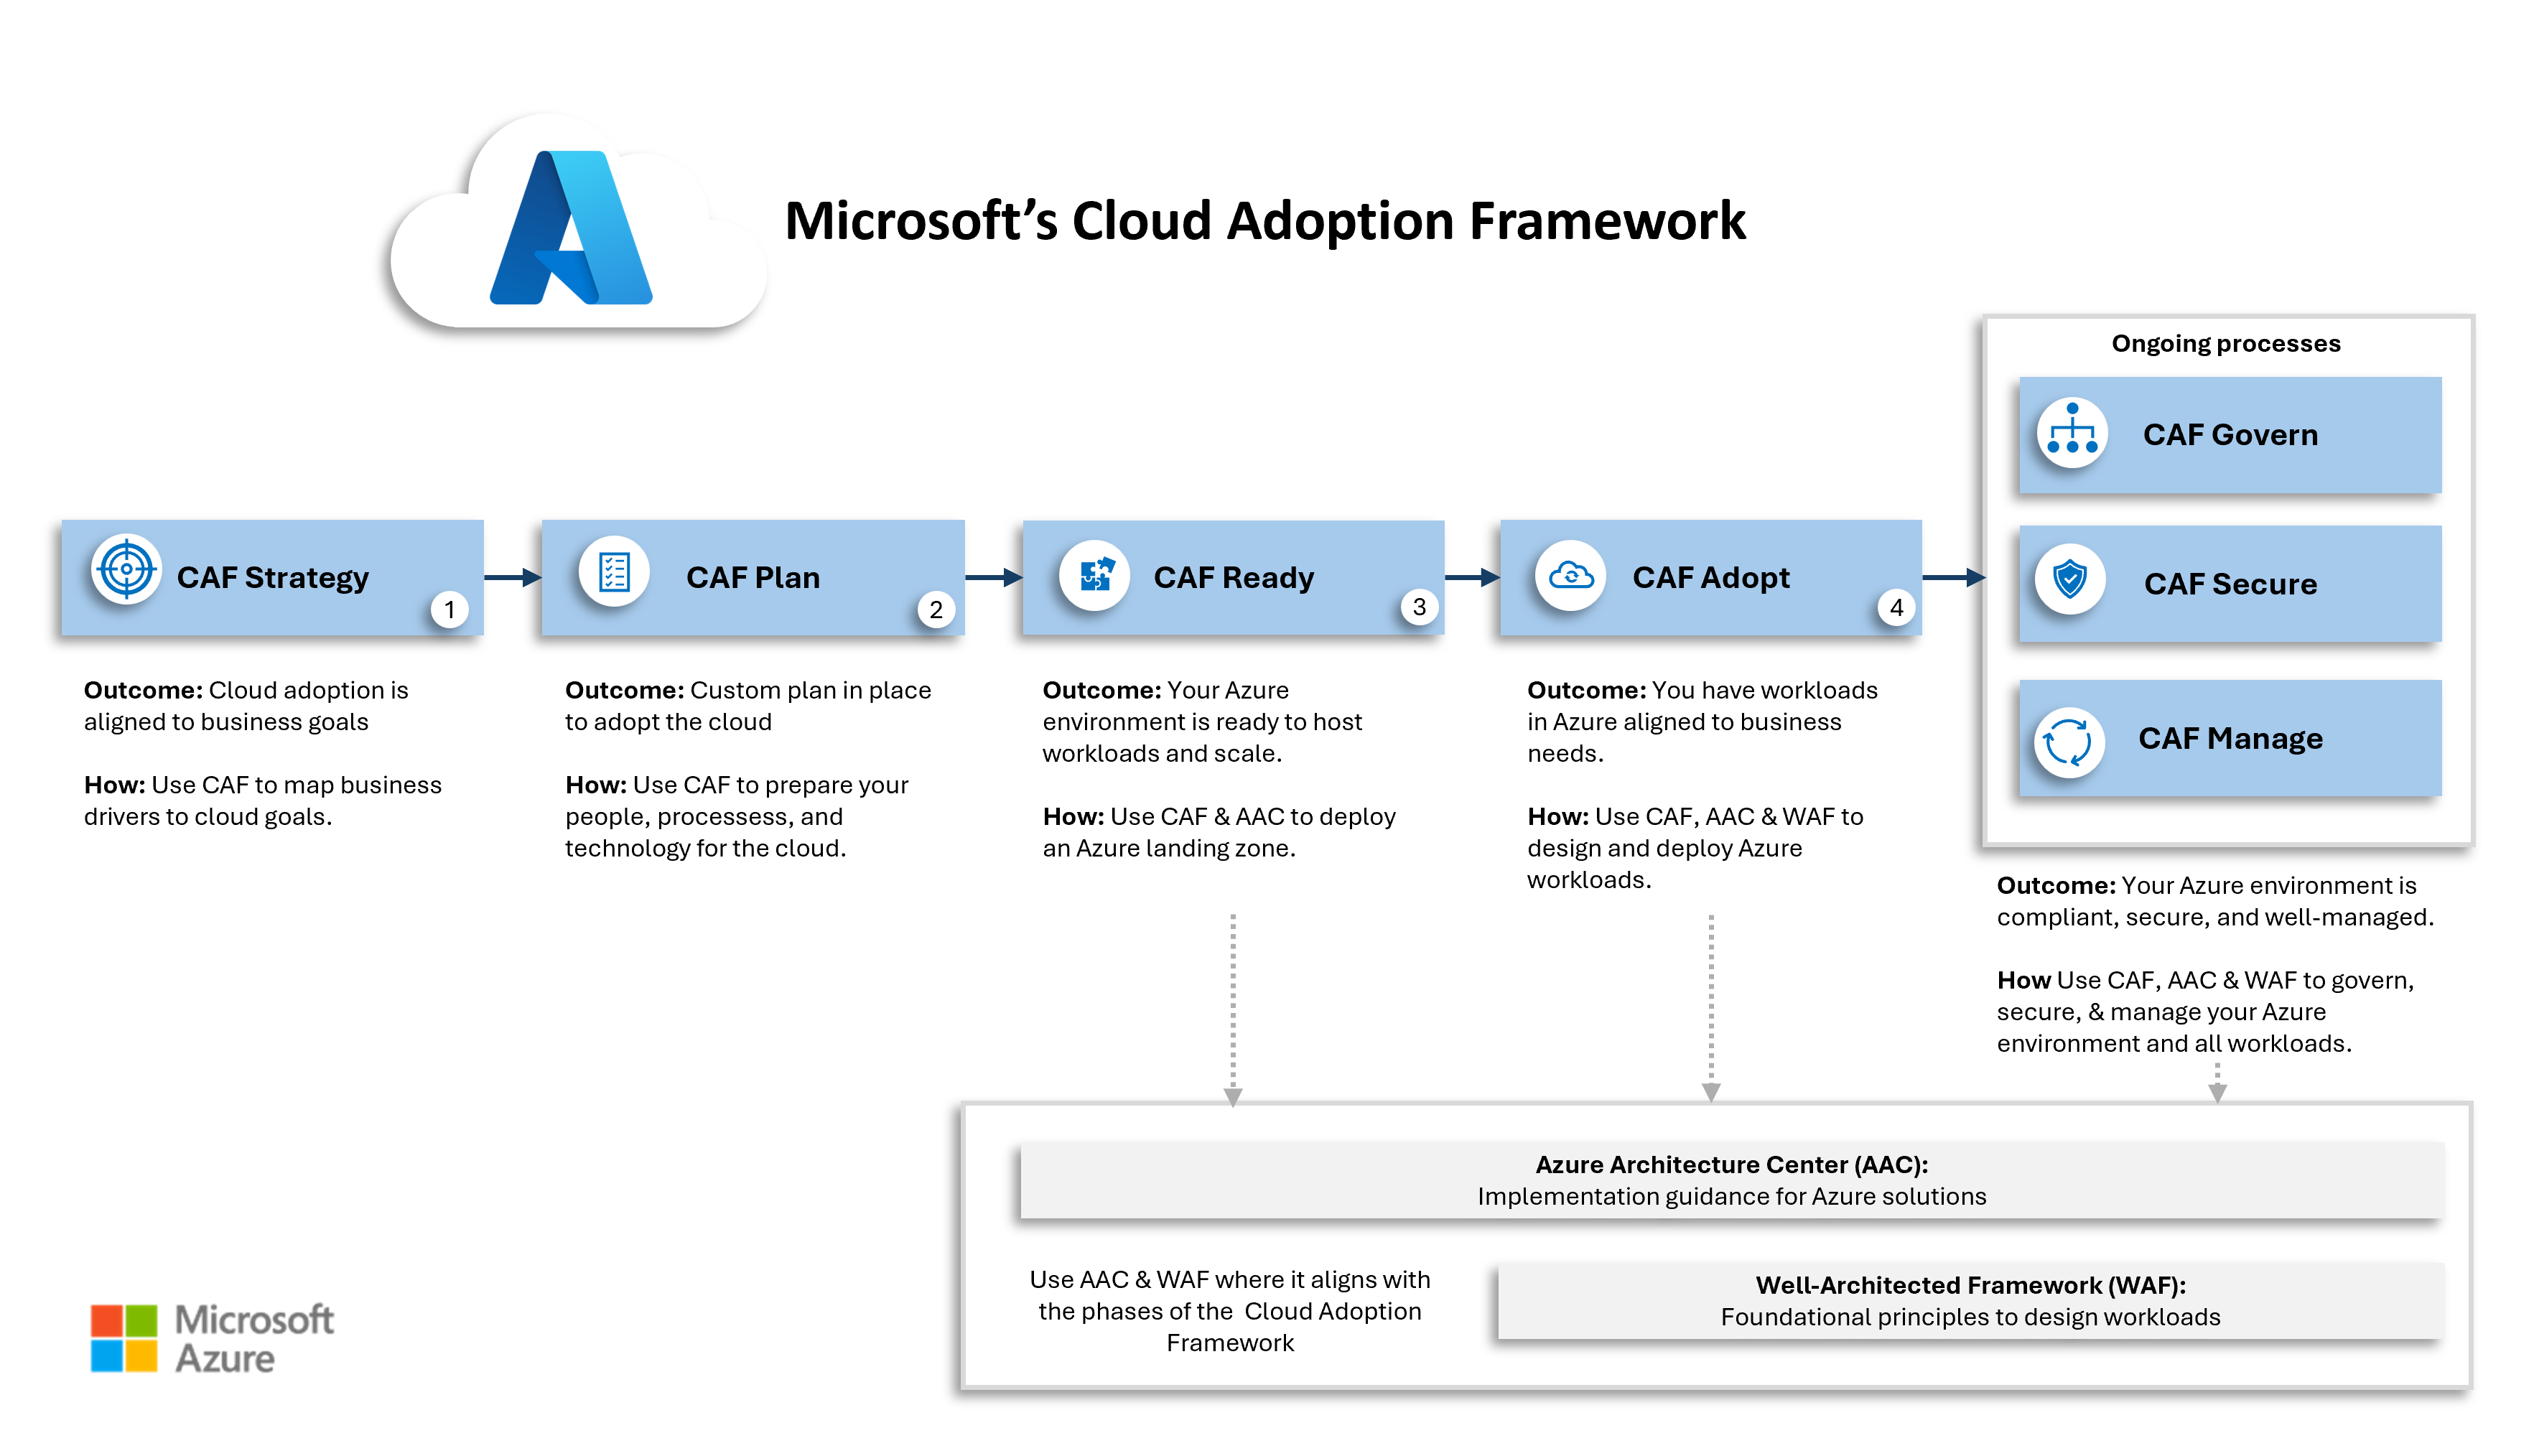 Microsoft’s Cloud Adoption Framework
CAF Strategy
1
Outcome: Cloud adoption is
aligned to business goals
How: Use CAF to map business
drivers to cloud goals.
CAF Plan
2
Outcome: Custom plan in place
to adopt the cloud
How: Use CAF to prepare your
people, processess, and
technology for the cloud.
CAF Ready
3
Outcome: Your Azure
environment is ready to host
workloads and scale.
How: Use CAF & AAC to deploy
an Azure landing zone.
CAF Adopt
4
Outcome: You have workloads
in Azure aligned to business
needs.
How: Use CAF, AAC & WAF to
design and deploy Azure
workloads.
Ongoing processes
CAF Govern
CAF Secure
CAF Manage
Outcome: Your Azure environment is
compliant, secure, and well-managed.
How Use CAF, AAC & WAF to govern,
secure, & manage your Azure
environment and all workloads.
Azure Architecture Center (AAC):
Implementation guidance for Azure solutions
Use AAC & WAF where it aligns with
the phases of the Cloud Adoption
Framework
Well-Architected Framework (WAF):
Foundational principles to design workloads
Microsoft
Azure